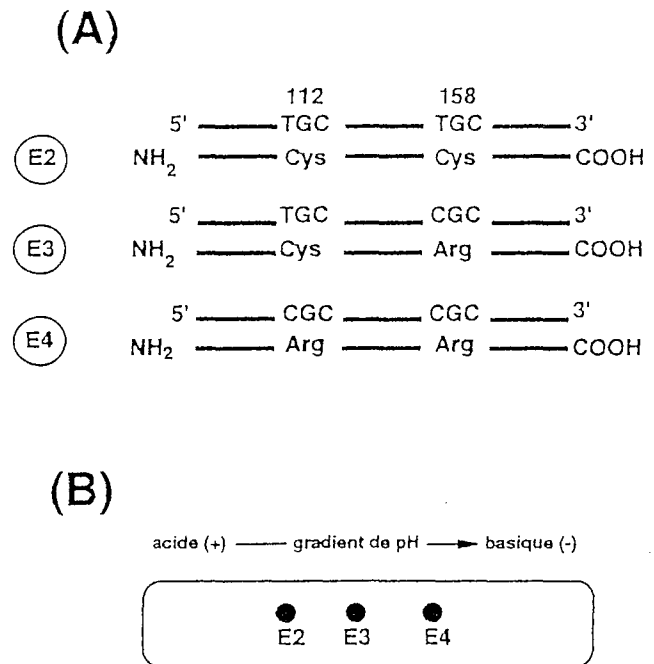 (A)
112 158
5' TGC TGC 3'
E2 NH2 Cys Cys COOH
5' TGC CGC 3'
E3 NH2 Cys Arg COOH
5' CGC CGC 3'
E4 NH2 Arg Arg COOH
(B)
acide (+) gradient de pH basique (-)
E2 E3 E4